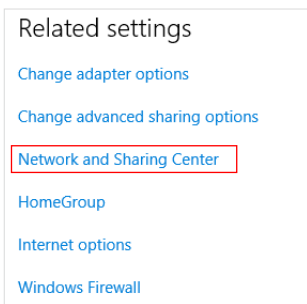 Related settings
Change adapter options
Change advanced sharing options
Network and Sharing Center
HomeGroup
Internet options
Windows Firewall